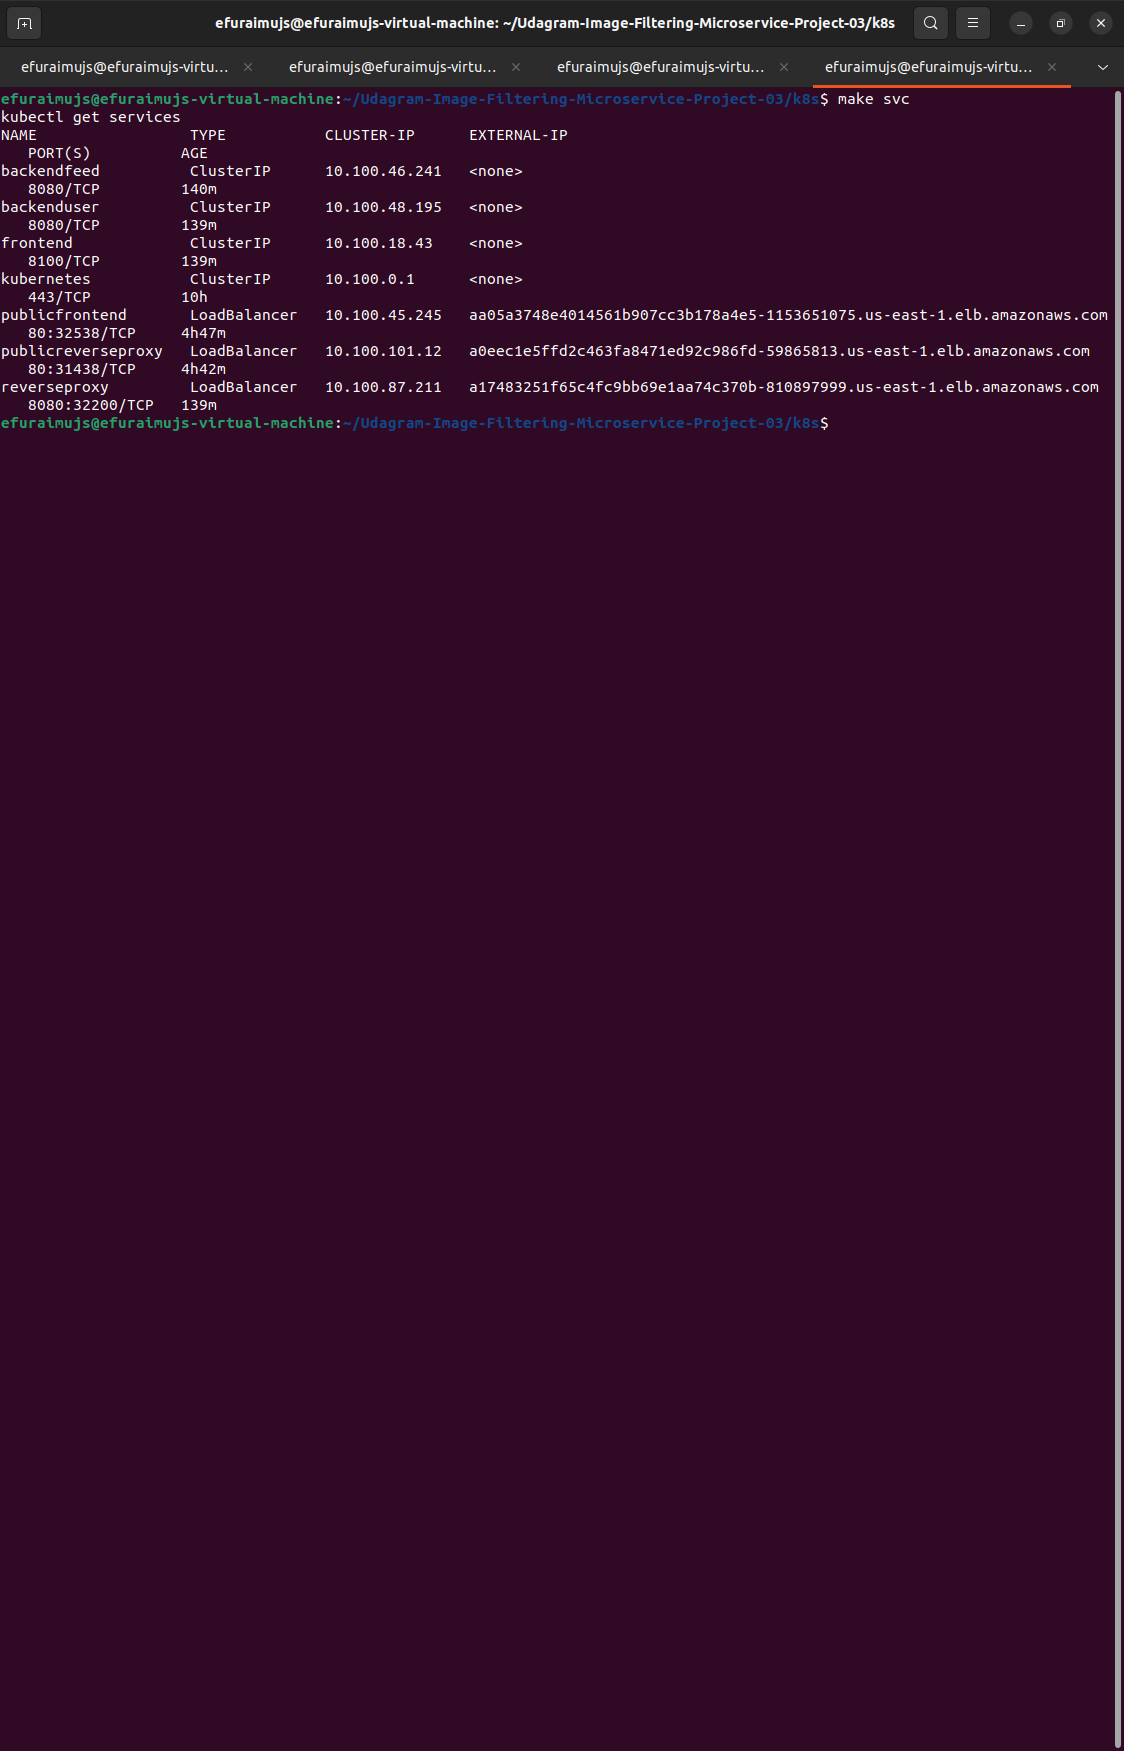 efuraimujs@efuraimujs-virtual-machine: ~/Udagram-Image-Filtering-Microservice-Project-03/k8s
efuraimujs@efuraimujs-virtu... efuraimujs@efuraimujs-virtu... efuraimujs@efuraimujs-virtu... efuraimujs@efuraimujs-virtu...
efuraimujs@efuraimujs-virtual-machine:~/Udagram-Image-Filtering-Microservice-Project-03/k8s$ make svc
kubectl get services
NAME                 TYPE           CLUSTER-IP      EXTERNAL-IP
   PORT(S)          AGE
backendfeed          ClusterIP      10.100.46.241   <none>
   8080/TCP         140m
backenduser          ClusterIP      10.100.48.195   <none>
   8080/TCP         139m
frontend             ClusterIP      10.100.18.43    <none>
   8100/TCP         139m
kubernetes           ClusterIP      10.100.0.1      <none>
   443/TCP          10h
publicfrontend       LoadBalancer   10.100.45.245   aa05a3748e4014561b907cc3b178a4e5-1153651075.us-east-1.elb.amazonaws.com
   80:32538/TCP     4h47m
publicreverseproxy   LoadBalancer   10.100.101.12   a0eec1e5ffd2c463fa8471ed92c986fd-59865813.us-east-1.elb.amazonaws.com
   80:31438/TCP     4h42m
reverseproxy         LoadBalancer   10.100.87.211   a17483251f65c4fc9bb69e1aa74c370b-810897999.us-east-1.elb.amazonaws.com
   8080:32200/TCP   139m
efuraimujs@efuraimujs-virtual-machine:~/Udagram-Image-Filtering-Microservice-Project-03/k8s$